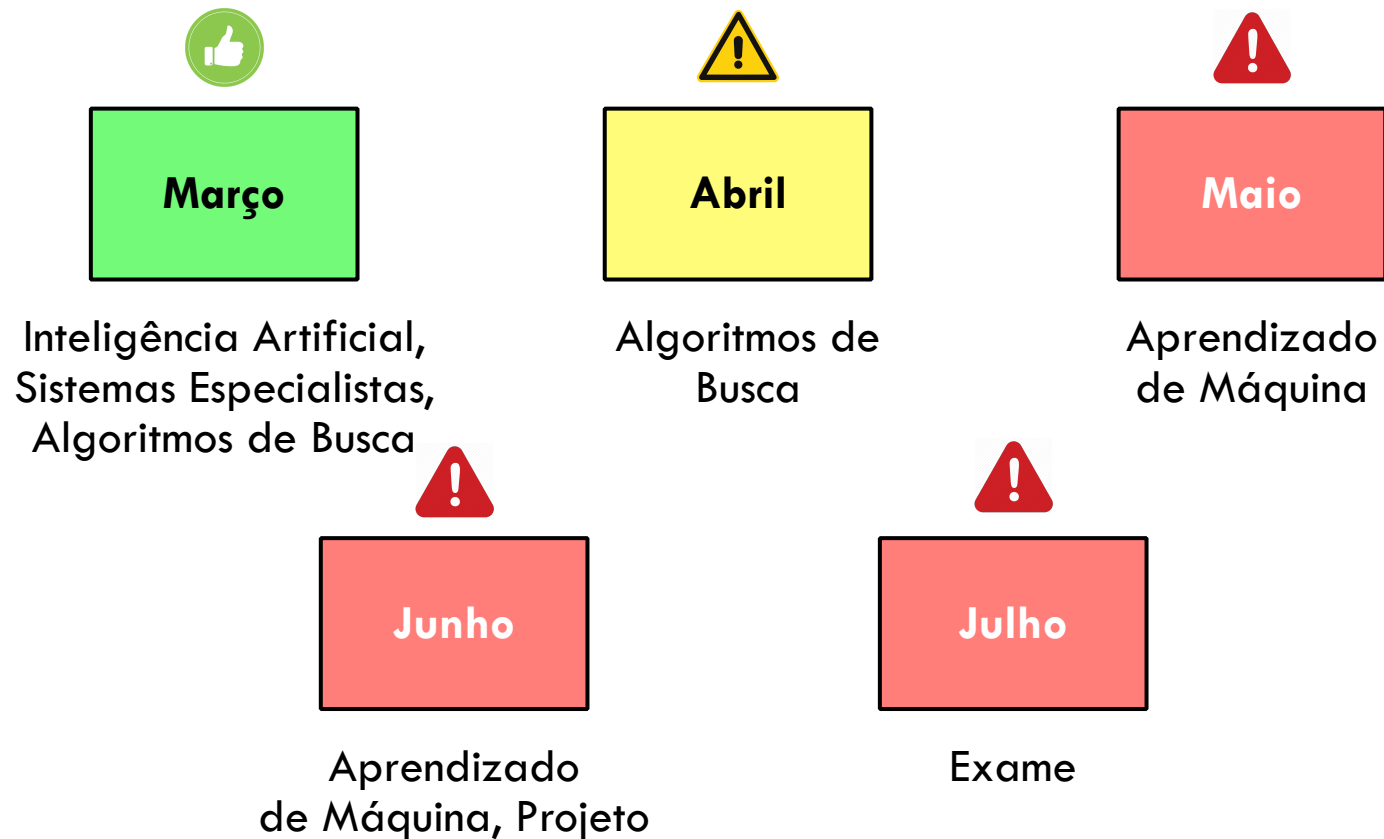 Março
Abril
Maio
Inteligência Artificial,
Sistemas Especialistas,
Algoritmos de Busca
Algoritmos de
Busca
Aprendizado
de Máquina
Junho
Julho
Aprendizado
de Máquina, Projeto
Exame